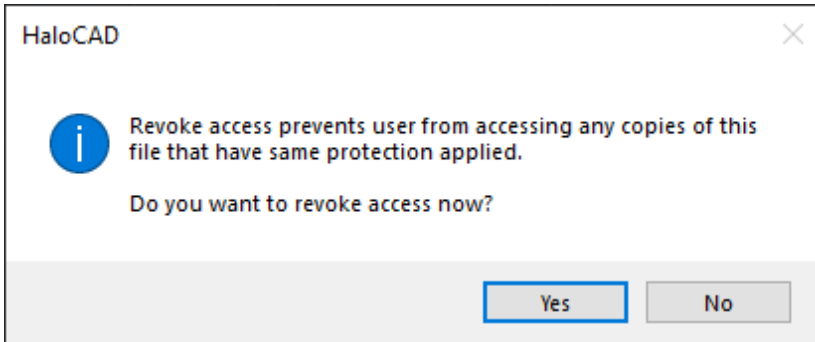 HaloCAD
Revoke access prevents user from accessing any copies of this
file that have same protection applied.
Do you want to revoke access now?
Yes
No